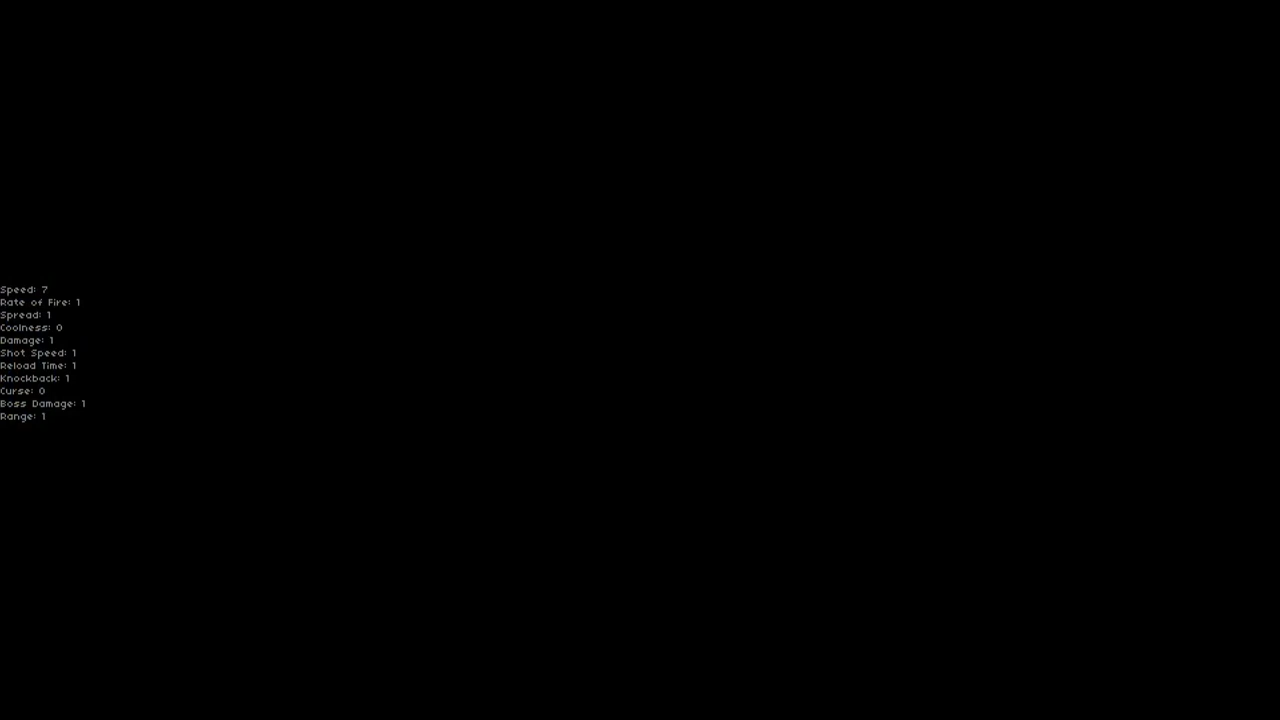 Speed: 7
Rate of Fire: 1
Spread: 1
Coolness: 0
Damage: 1
Shot Speed: 1
Reload Time: 1
Knockback: 1
Curse: 0
Boss Damage: 1
Range: 1